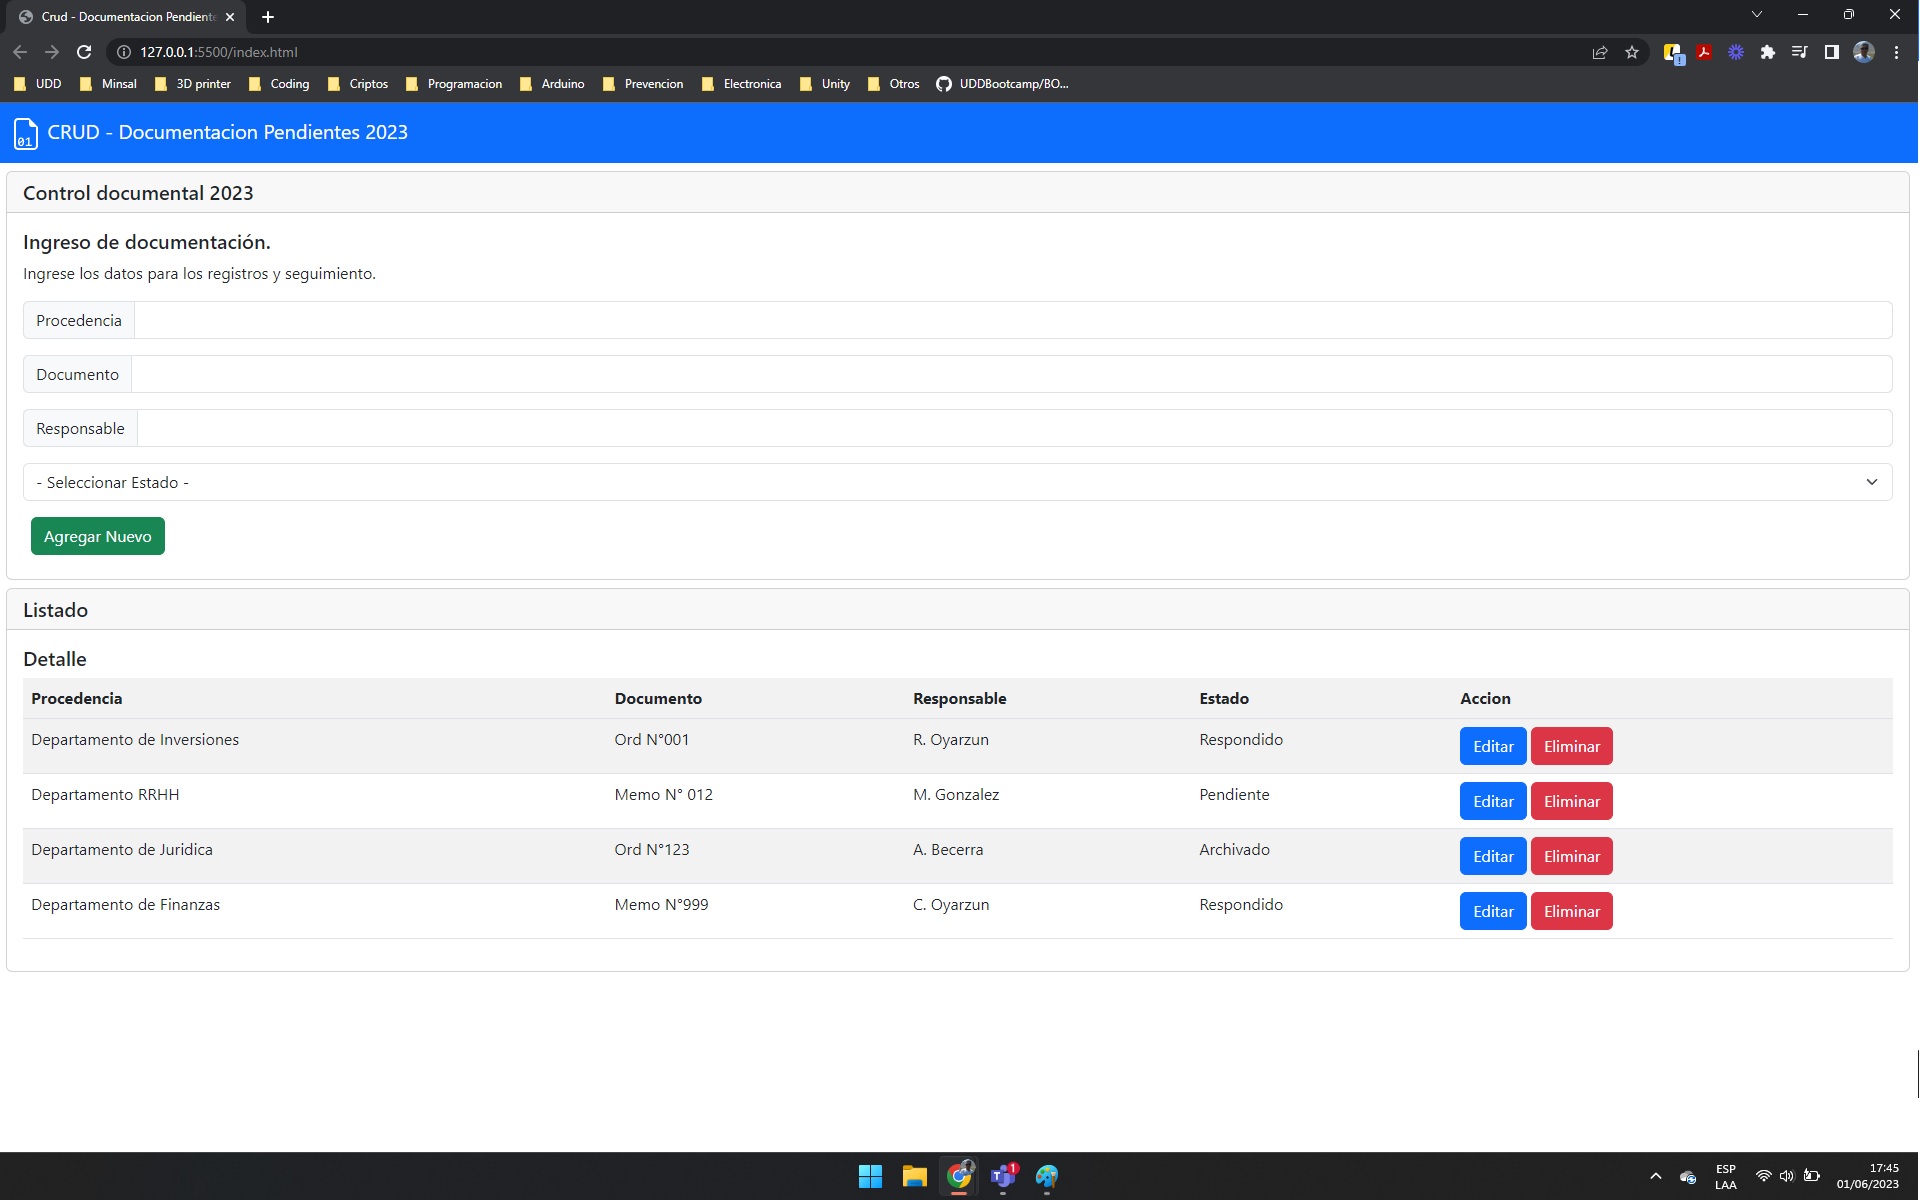 Crud - Documentacion Pendiente
127.0.0.1:5500/index.html
UDD Minsal 3D printer Coding Criptos Programacion Arduino Prevencion Electronica Unity Otros UDDBootcamp/BO...
01 CRUD - Documentacion Pendientes 2023
Control documental 2023
Ingreso de documentación.
Ingrese los datos para los registros y seguimiento.
Procedencia
Documento
Responsable
- Seleccionar Estado -
Agregar Nuevo
Listado
Detalle
Procedencia Documento Responsable Estado Accion
Departamento de Inversiones Ord N°001 R. Oyarzun Respondido Editar Eliminar
Departamento RRHH Memo N° 012 M. Gonzalez Pendiente Editar Eliminar
Departamento de Juridica Ord N°123 A. Becerra Archivado Editar Eliminar
Departamento de Finanzas Memo N°999 C. Oyarzun Respondido Editar Eliminar
1
ESP 17:45
LAA 01/06/2023